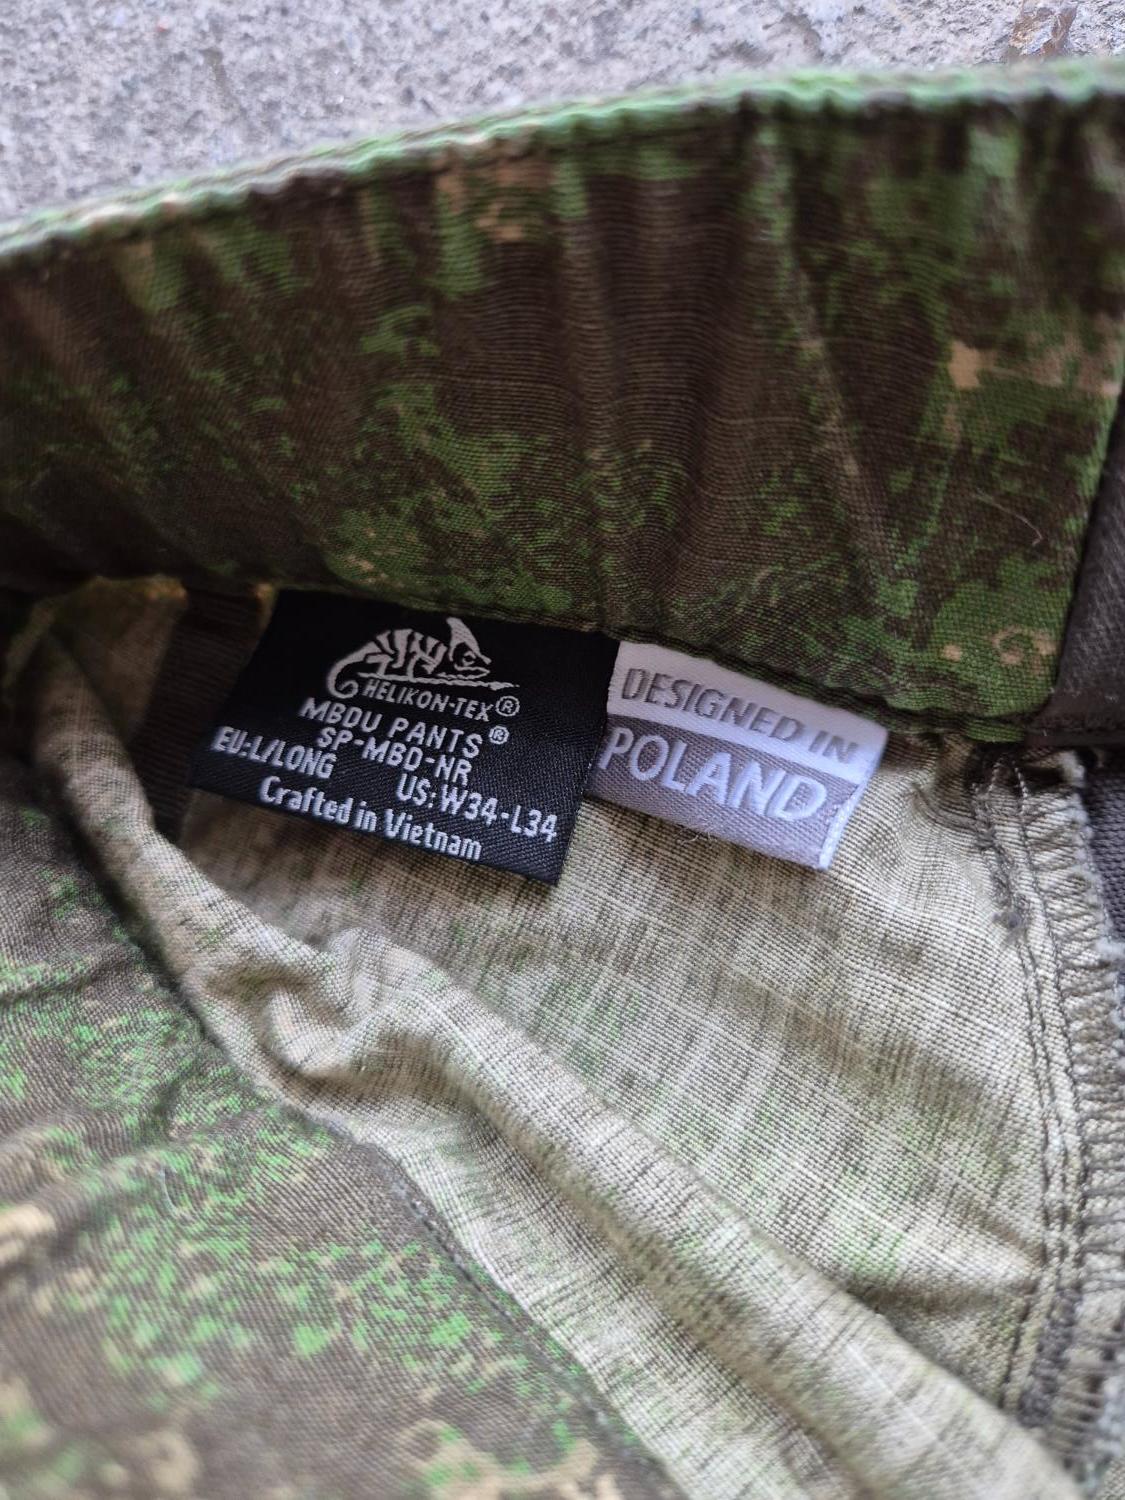 HELIKON-TEX®
MBDU PANTS®
SP-MBD-NR
EU:L/LONG US:W34-L34
Crafted in Vietnam
DESIGNED IN
POLAND